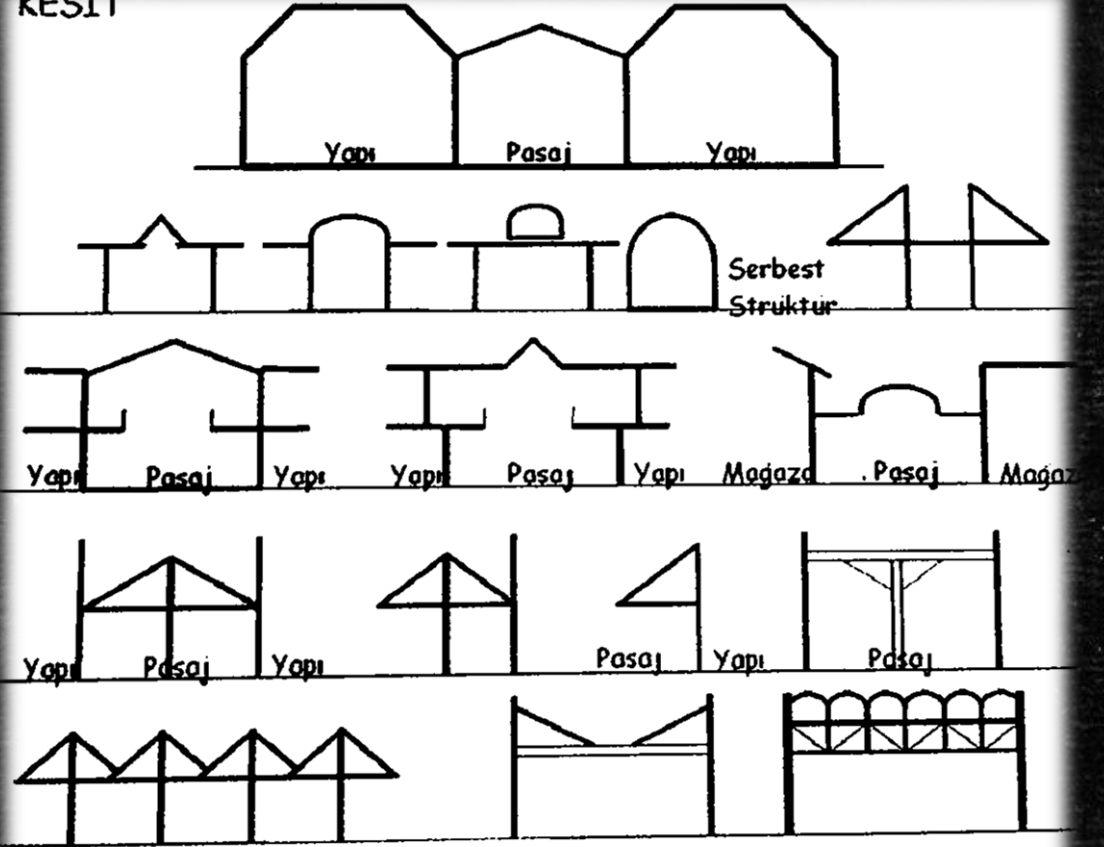 KESİT
Yapı Pasaj Yapı
Serbest
Strüktür
Yapı Pasaj Yapı Yapı Pasaj Yapı Mağaza Pasaj Mağaz
Yapı Pasaj Yapı Pasaj Yapı Pasaj